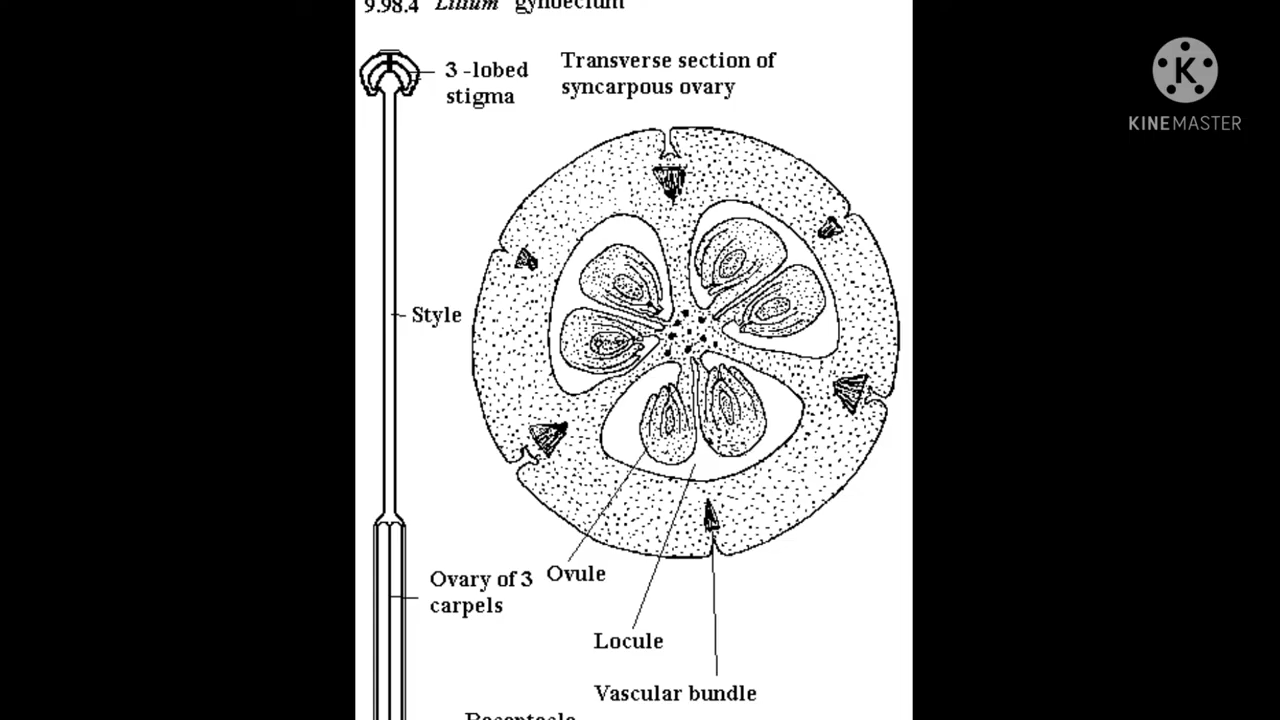 9.98.4 Lilium gynoecium
3 -lobed
stigma
Transverse section of
syncarpous ovary
KINEMASTER
Style
Ovary of 3
carpels
Ovule
Locule
Vascular bundle
Receptacle